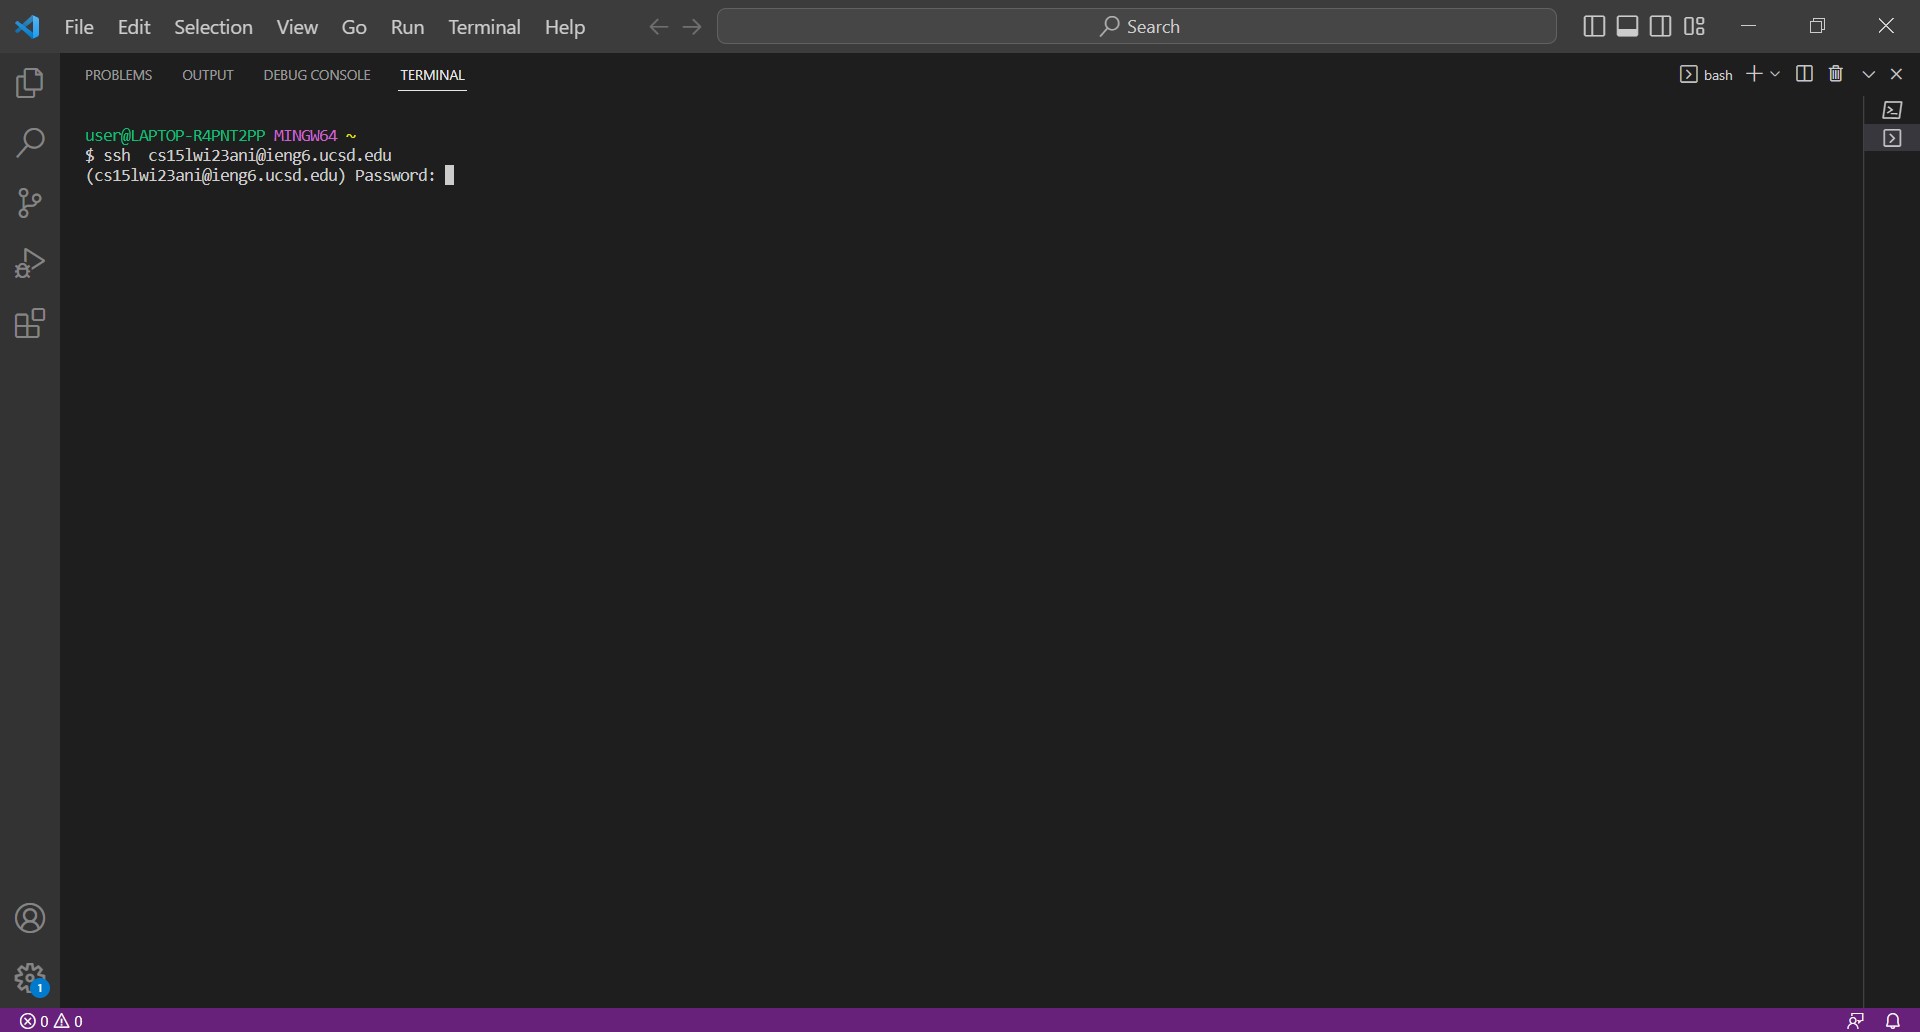 File Edit Selection View Go Run Terminal Help Search
PROBLEMS OUTPUT DEBUG CONSOLE TERMINAL bash
user@LAPTOP-R4PNT2PP MINGW64 ~
$ ssh  cs15lwi23ani@ieng6.ucsd.edu
(cs15lwi23ani@ieng6.ucsd.edu) Password:
1
0 0